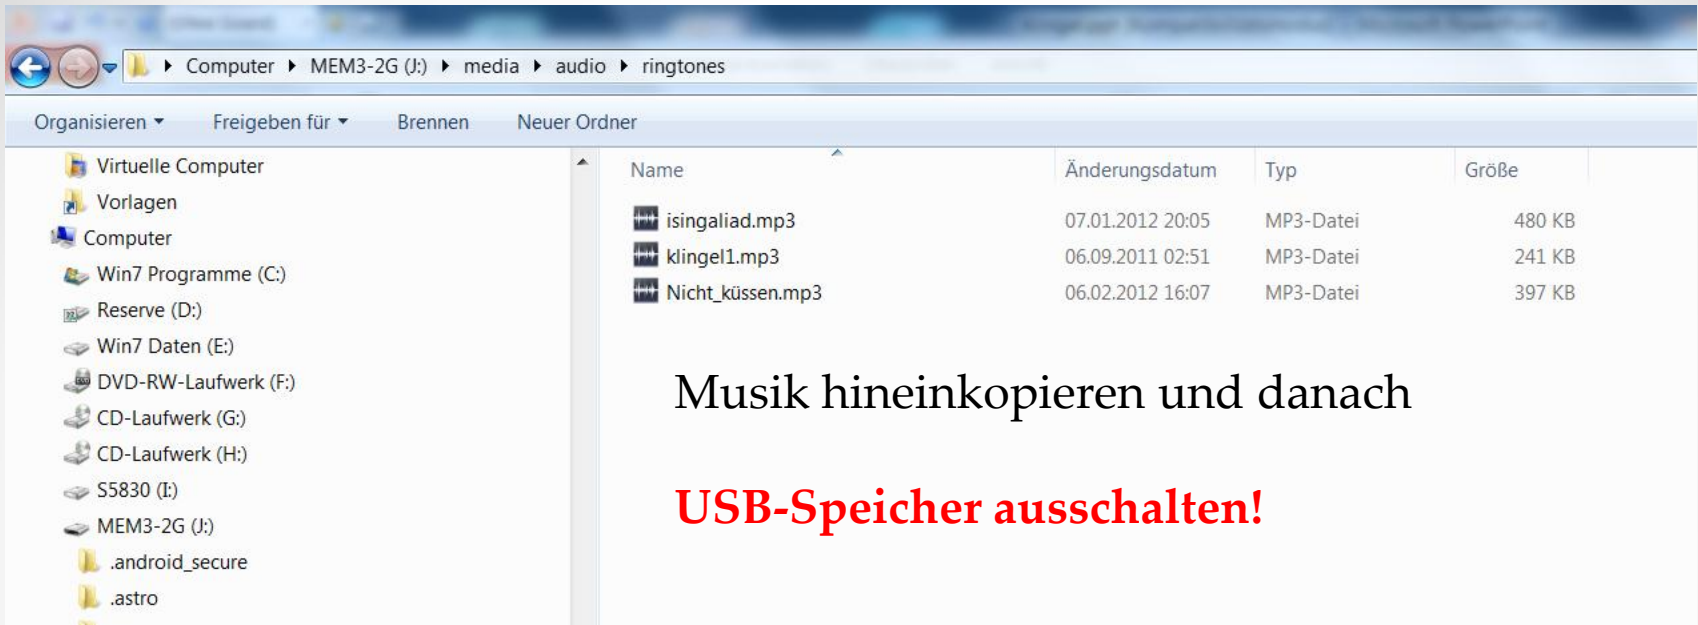 Computer ▸ MEM3-2G (J:) ▸ media ▸ audio ▸ ringtones
Organisieren Freigeben für Brennen Neuer Ordner
Virtuelle Computer
Vorlagen
Computer
Win7 Programme (C:)
Reserve (D:)
Win7 Daten (E:)
DVD-RW-Laufwerk (F:)
CD-Laufwerk (G:)
CD-Laufwerk (H:)
S5830 (I:)
MEM3-2G (J:)
.android_secure
.astro
Name Änderungsdatum Typ Größe
isingaliad.mp3 07.01.2012 20:05 MP3-Datei 480 KB
klingel1.mp3 06.09.2011 02:51 MP3-Datei 241 KB
Nicht_küssen.mp3 06.02.2012 16:07 MP3-Datei 397 KB
Musik hineinkopieren und danach
USB-Speicher ausschalten!